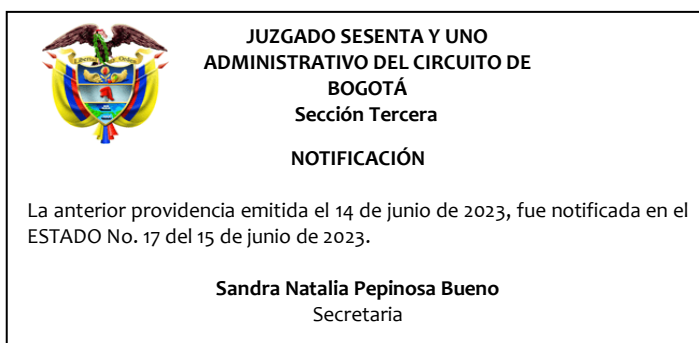 JUZGADO SESENTA Y UNO
ADMINISTRATIVO DEL CIRCUITO DE
BOGOTÁ
Sección Tercera
NOTIFICACIÓN
La anterior providencia emitida el 14 de junio de 2023, fue notificada en el
ESTADO No. 17 del 15 de junio de 2023.
Sandra Natalia Pepinosa Bueno
Secretaria